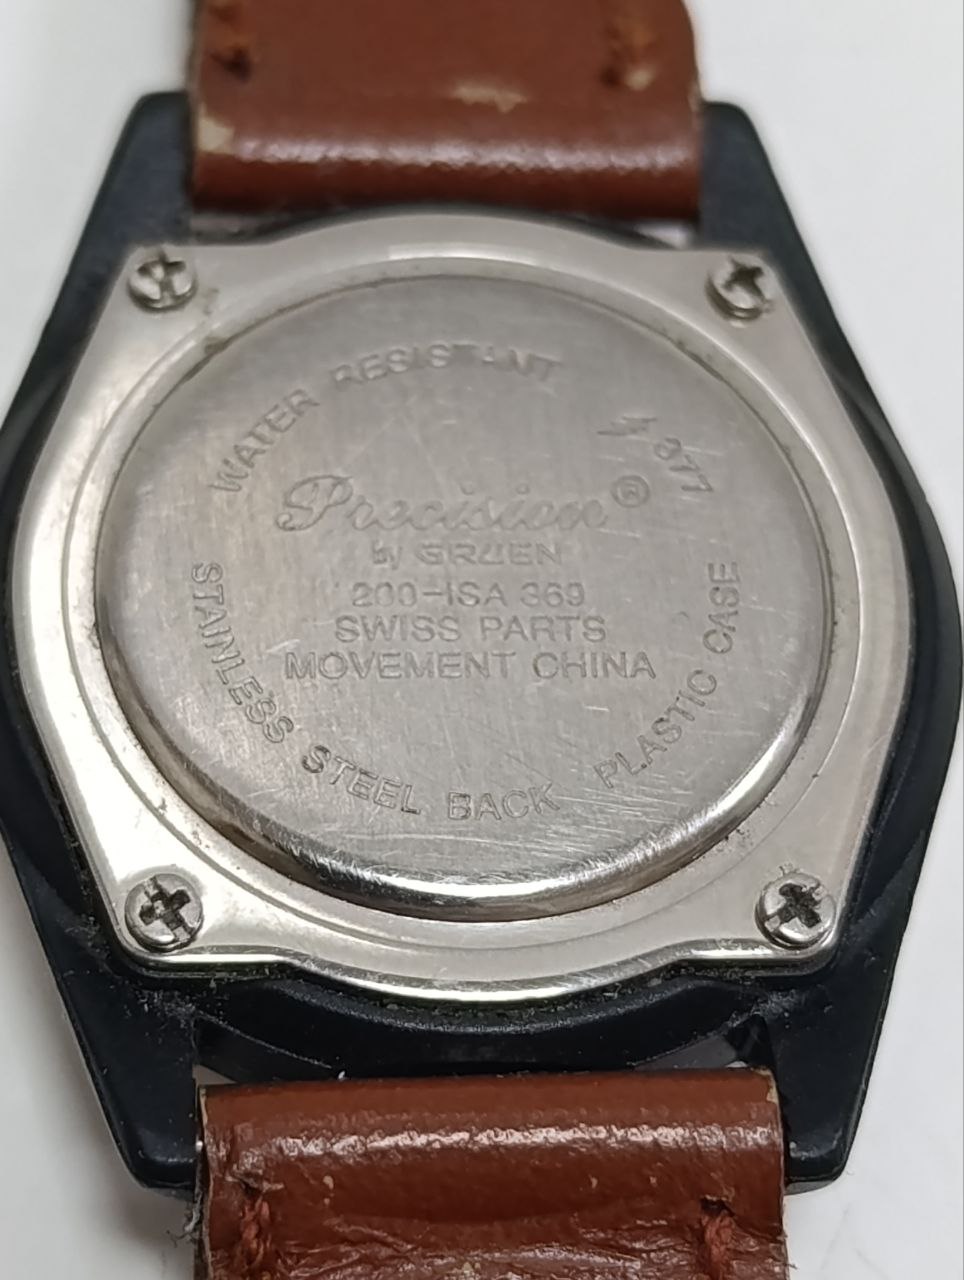 WATER RESISTANT
377
Precision®
by GRUEN
200-ISA 369
SWISS PARTS
MOVEMENT CHINA
STAINLESS STEEL BACK PLASTIC CASE